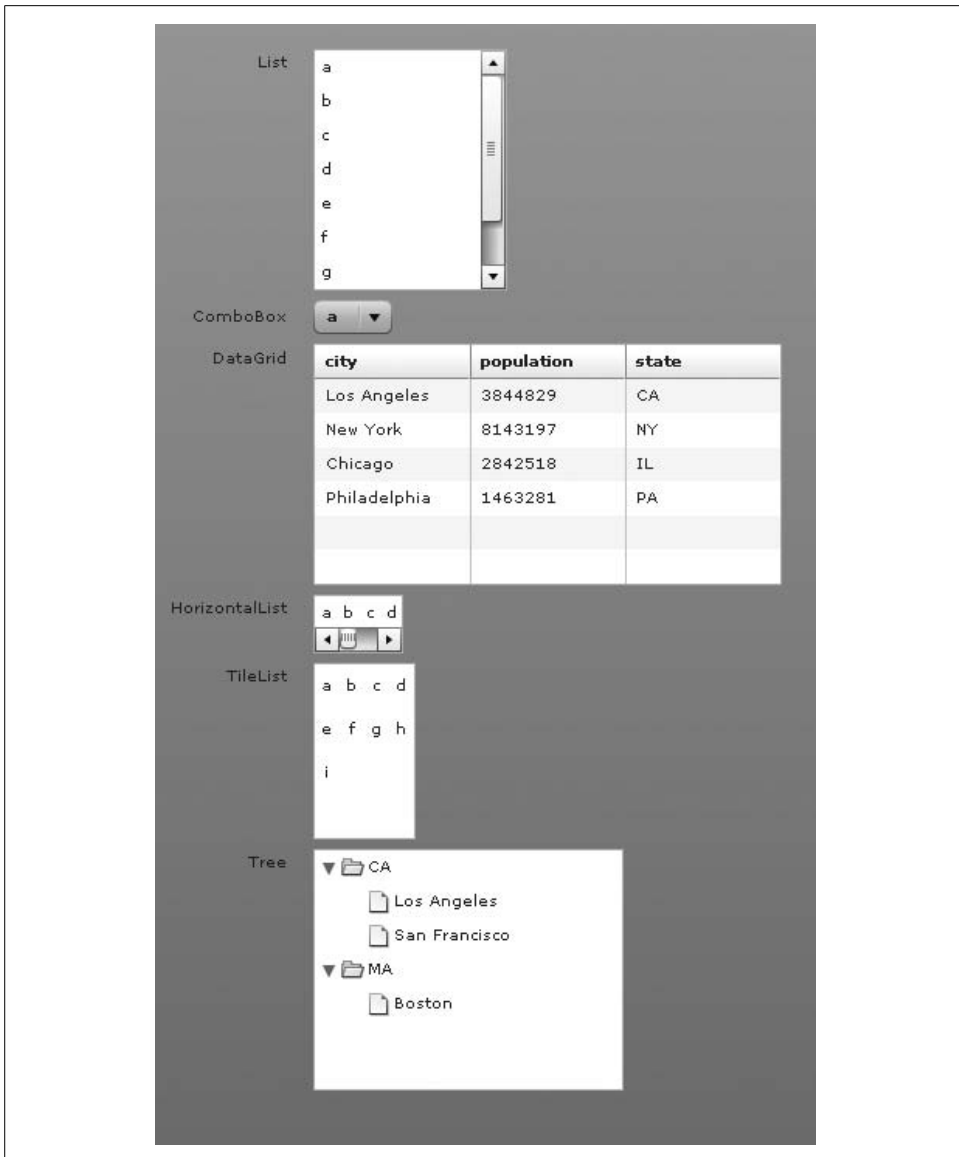 List
a
b
c
d
e
f
g
ComboBox
a
DataGrid
city population state
Los Angeles 3844829 CA
New York 8143197 NY
Chicago 2842518 IL
Philadelphia 1463281 PA
HorizontalList
a b c d
TileList
a b c d
e f g h
i
Tree
CA
Los Angeles
San Francisco
MA
Boston